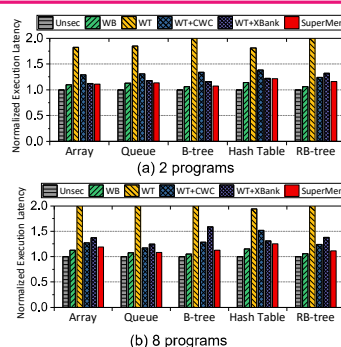 Unsec WB WT WT+CWC WT+XBank SuperMem
Normalized Execution Latency
2.0
1.5
1.0
0.5
0.0
Array Queue B-tree Hash Table RB-tree
(a) 2 programs
Unsec WB WT WT+CWC WT+XBank SuperMem
Normalized Execution Latency
2.0
1.5
1.0
0.5
0.0
Array Queue B-tree Hash Table RB-tree
(b) 8 programs